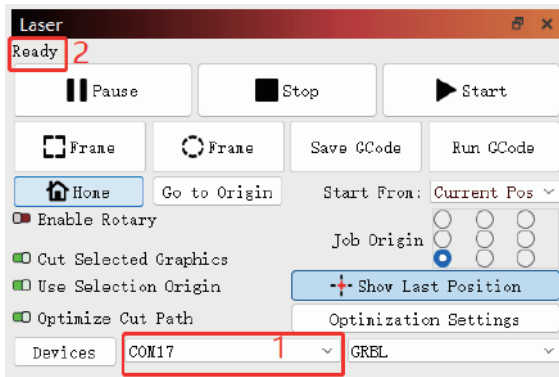 Laser
Ready 2
Pause Stop Start
Frame Frame Save GCode Run GCode
Home Go to Origin Start From: Current Pos
Enable Rotary
Job Origin
Cut Selected Graphics
Use Selection Origin Show Last Position
Optimize Cut Path Optimization Settings
Devices COM17 1 GRBL